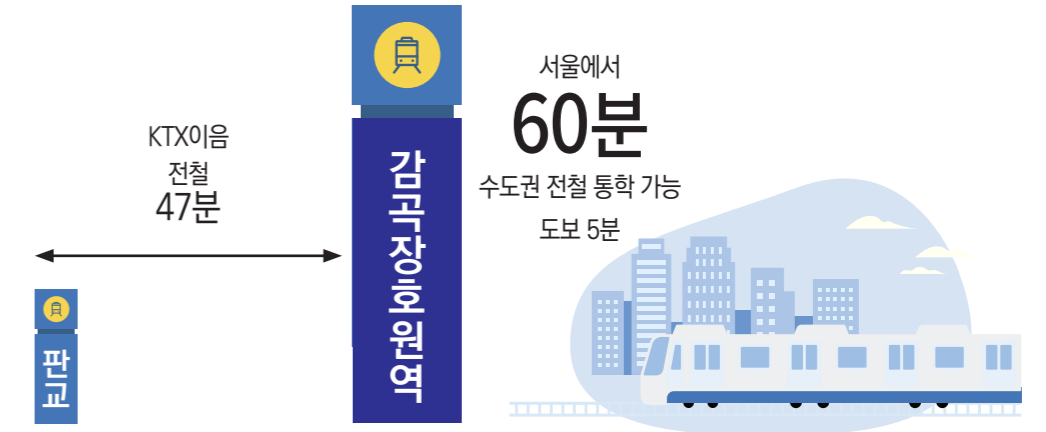 KTX이음
전철
47분
판교
감곡장호원역
서울에서
60분
수도권 전철 통학 가능
도보 5분